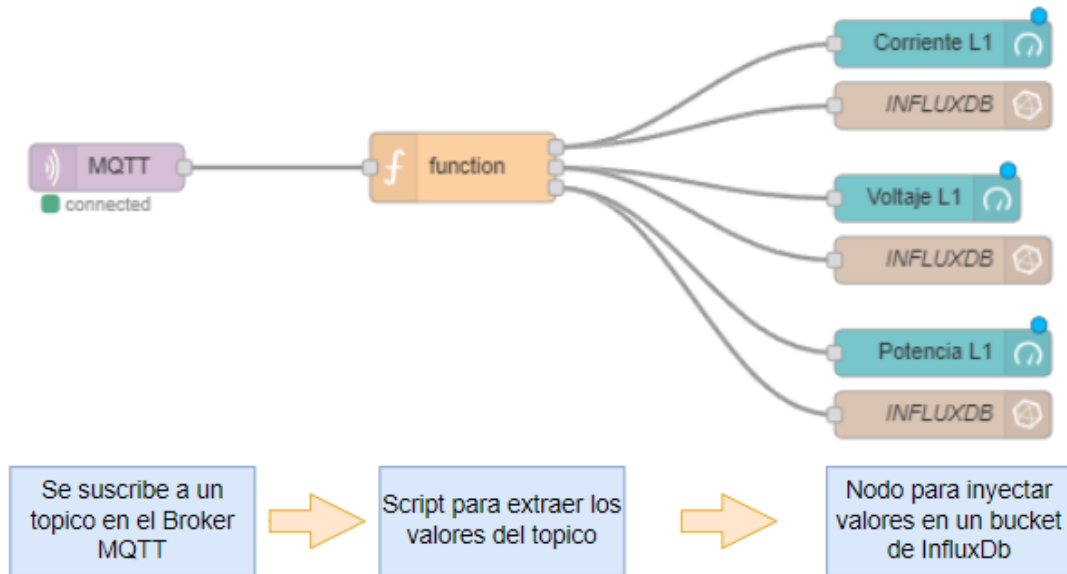 Corriente L1
INFLUXDB
MQTT
connected
function
Voltaje L1
INFLUXDB
Potencia L1
INFLUXDB
Se suscribe a un
topico en el Broker
MQTT
Script para extraer los
valores del topico
Nodo para inyectar
valores en un bucket
de InfluxDb